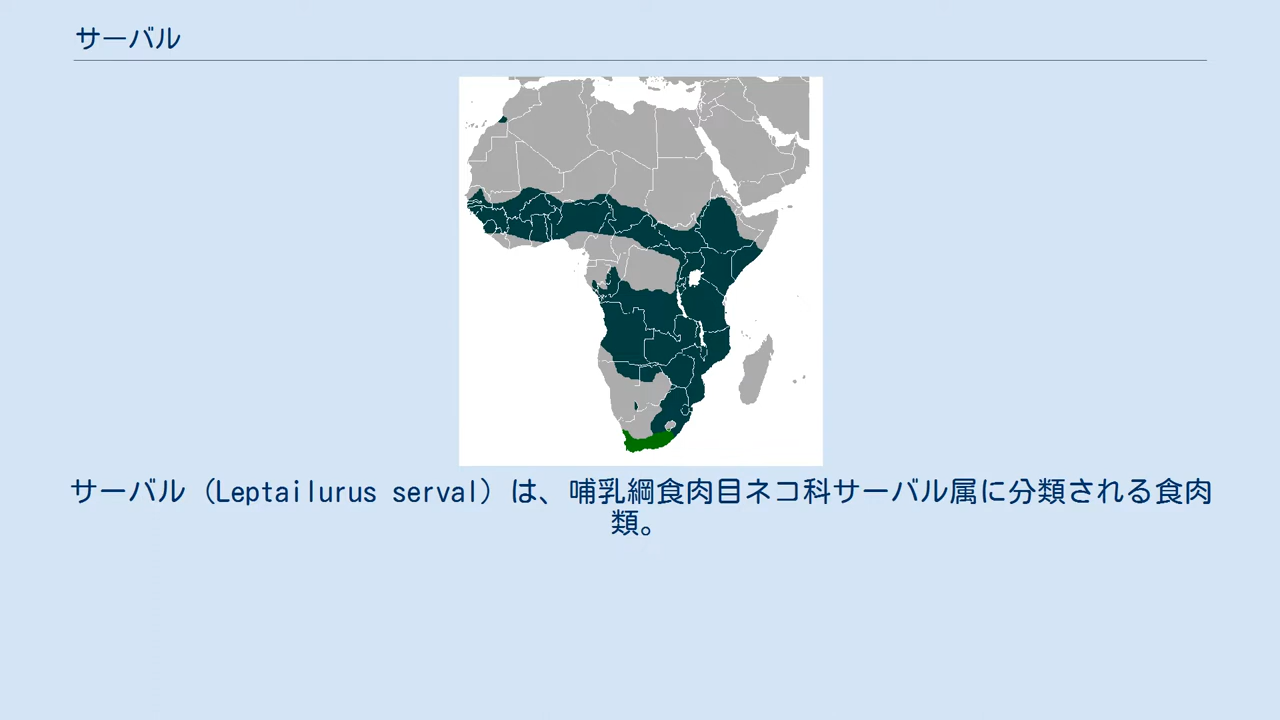 サーバル
サーバル（Leptailurus serval）は、哺乳綱食肉目ネコ科サーバル属に分類される食肉
類。